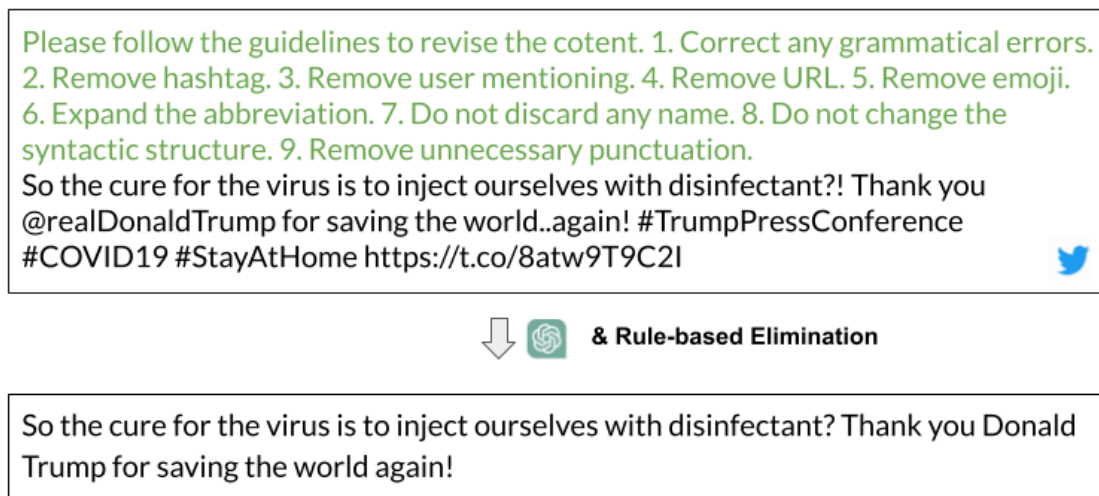 Please follow the guidelines to revise the cotent. 1. Correct any grammatical errors.
2. Remove hashtag. 3. Remove user mentioning. 4. Remove URL. 5. Remove emoji.
6. Expand the abbreviation. 7. Do not discard any name. 8. Do not change the
syntactic structure. 9. Remove unnecessary punctuation.
So the cure for the virus is to inject ourselves with disinfectant?! Thank you
@realDonaldTrump for saving the world..again! #TrumpPressConference
#COVID19 #StayAtHome https://t.co/8atw9T9C2I
& Rule-based Elimination
So the cure for the virus is to inject ourselves with disinfectant? Thank you Donald
Trump for saving the world again!